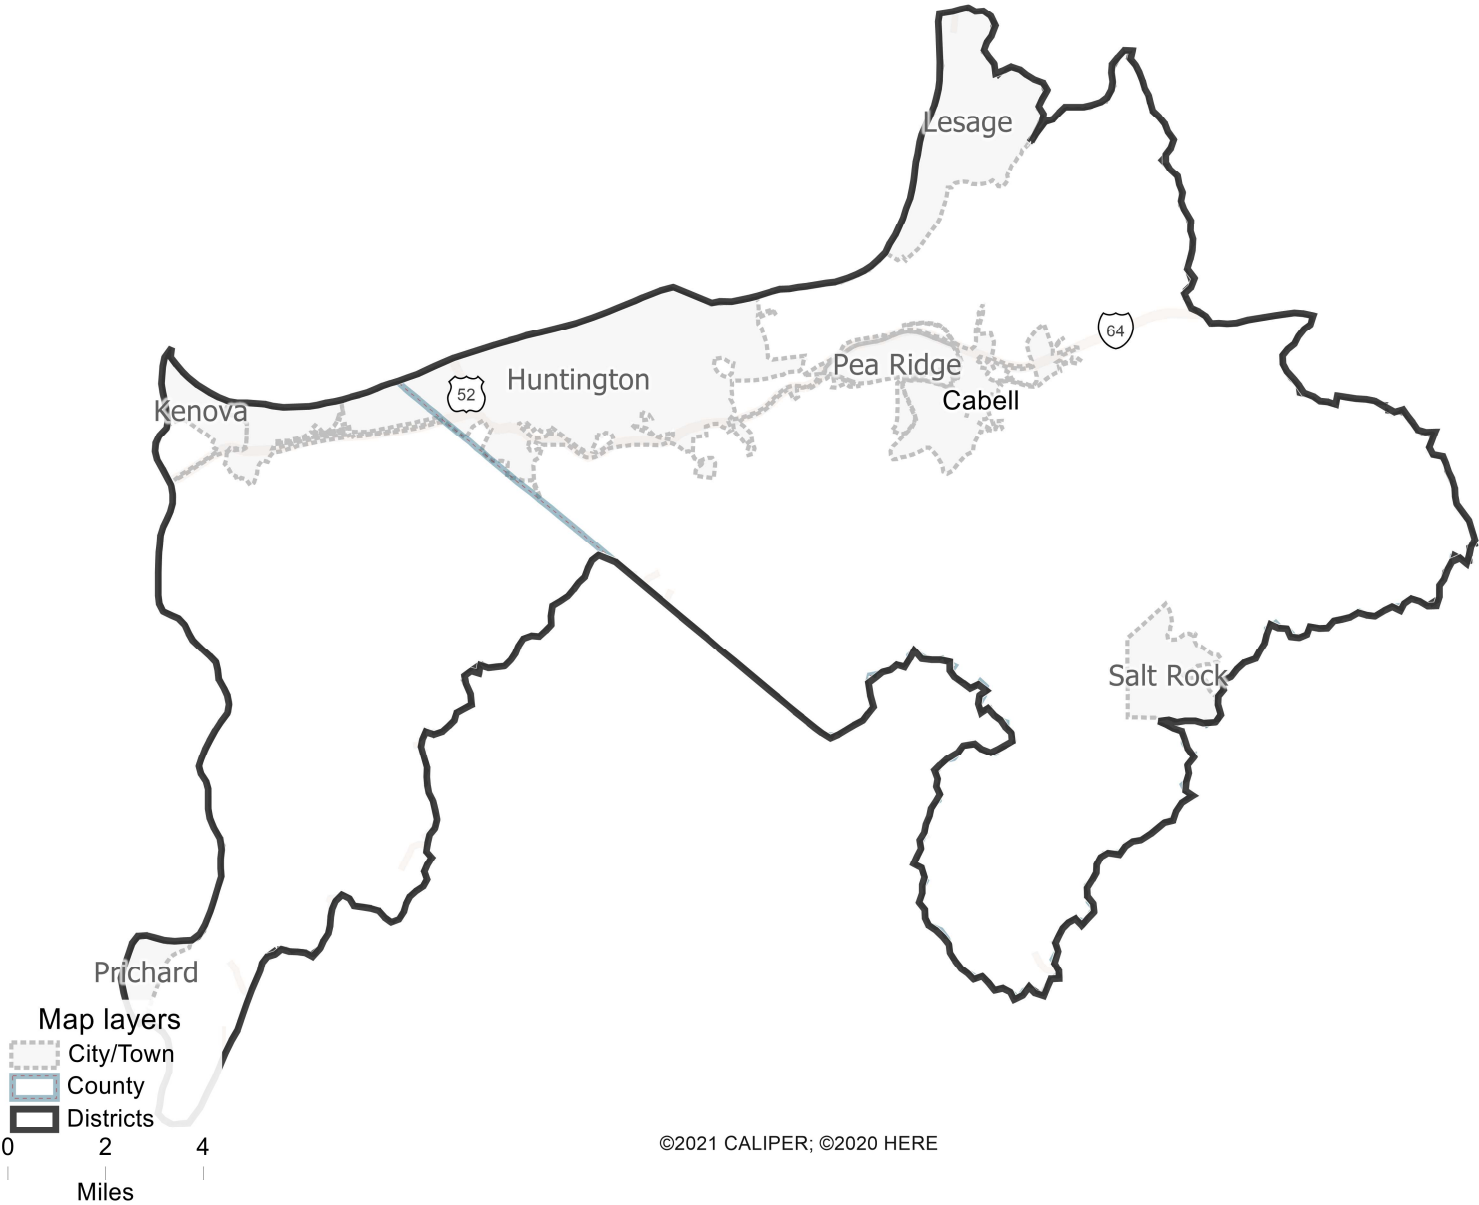 Lesage
64
Pea Ridge
Huntington
52
Cabell
Kenova
Salt Rock
Prichard
Map layers
City/Town
County
Districts
0 2 4
Miles
©2021 CALIPER; ©2020 HERE